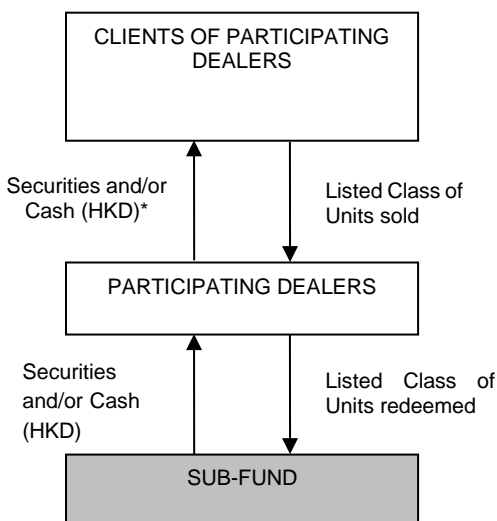 CLIENTS OF PARTICIPATING
DEALERS
Securities and/or
Cash (HKD)*
Listed Class of
Units sold
PARTICIPATING DEALERS
Securities
and/or Cash
(HKD)
Listed Class of
Units redeemed
SUB-FUND